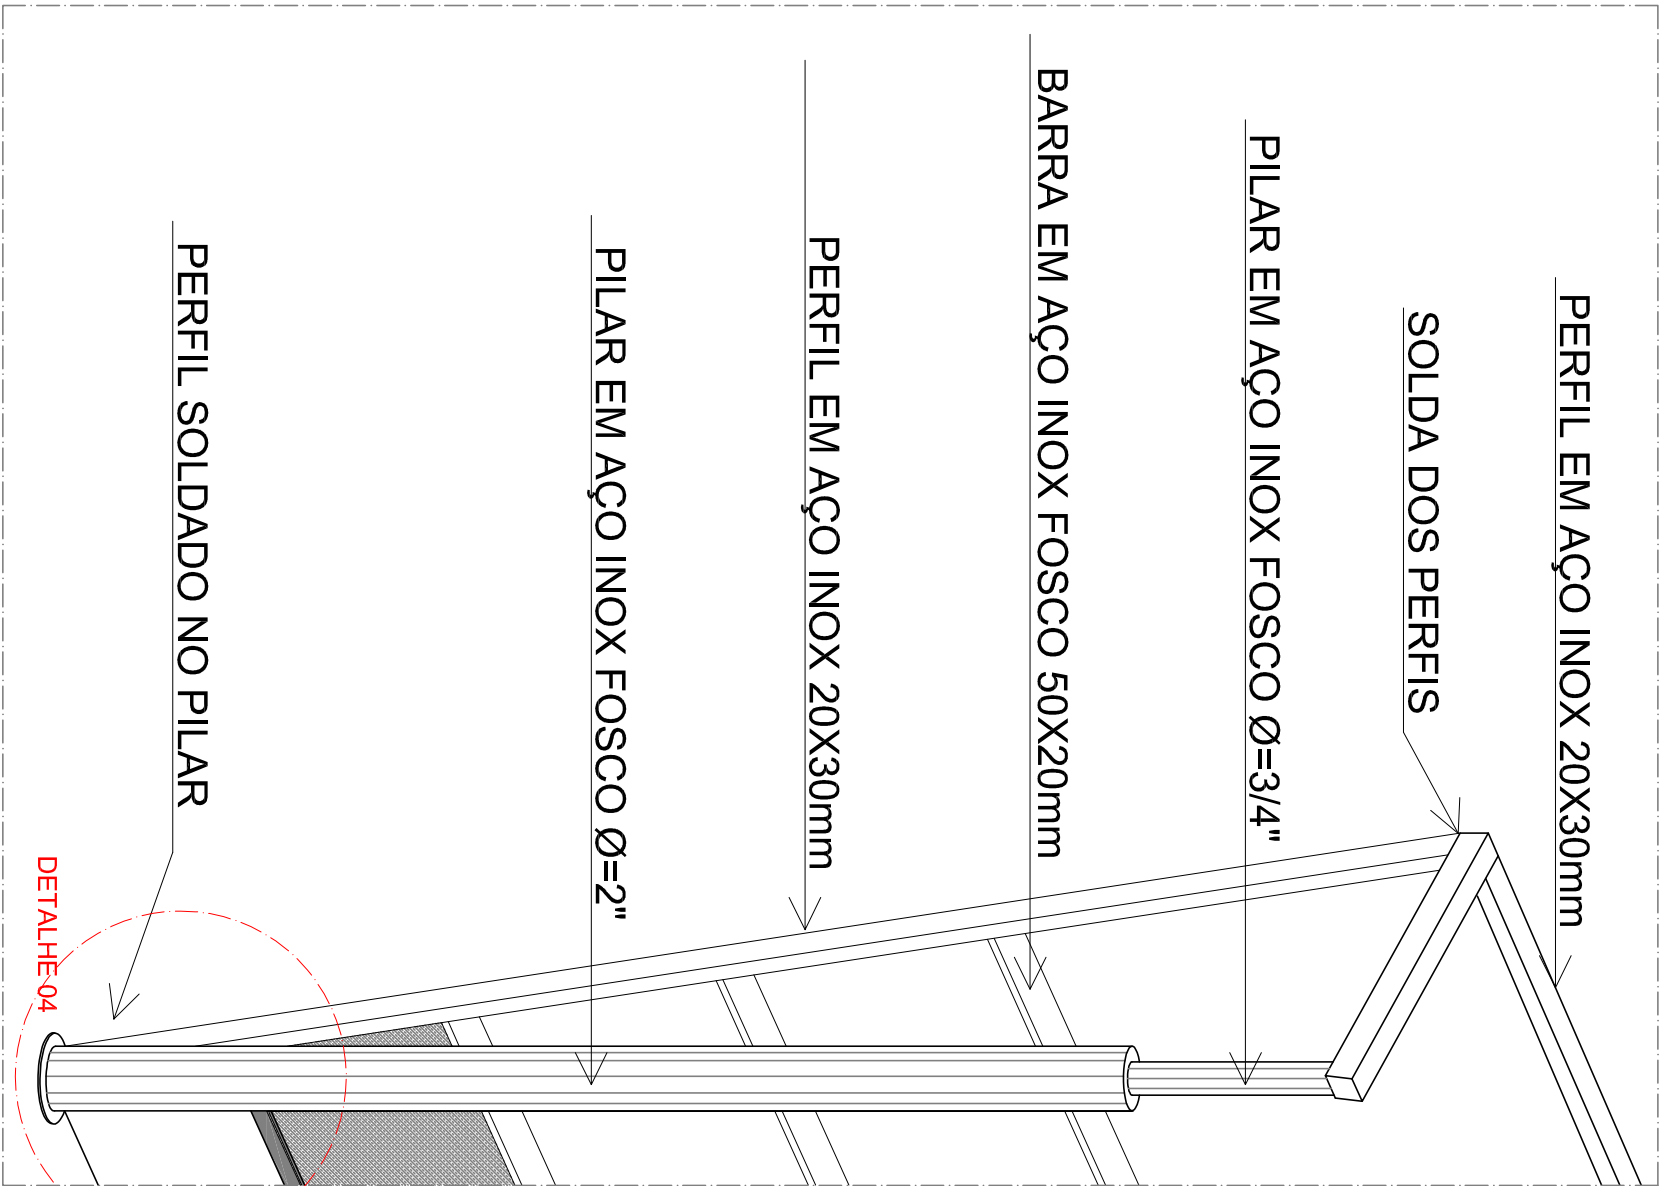 PERFIL EM AÇO INOX 20X30mm
SOLDA DOS PERFIS
PILAR EM AÇO INOX FOSCO Ø=3/4"
BARRA EM AÇO INOX FOSCO 50X20mm
PERFIL EM AÇO INOX 20X30mm
PILAR EM AÇO INOX FOSCO Ø=2"
PERFIL SOLDADO NO PILAR
DETALHE 04